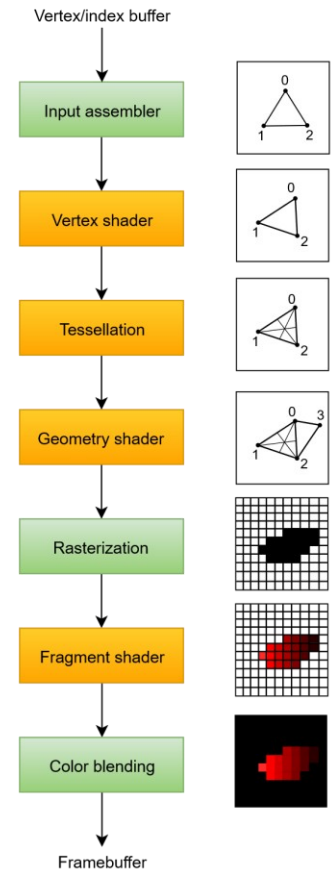 Vertex/index buffer
Input assembler
0
1
2
Vertex shader
0
1
2
Tessellation
0
1
2
Geometry shader
0
3
1
2
Rasterization
Fragment shader
Color blending
Framebuffer